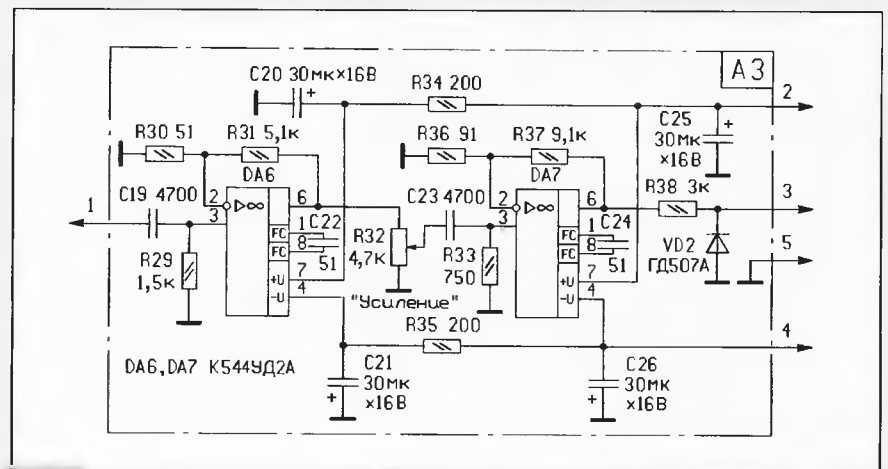 A3
C20 30мк×16В
R34 200
2
R30 51
R31 5,1к
DA6
R36 91
R37 9,1к
DA7
C25
30мк
×16В
1
C19 4700
2
3
▷∞
6
FC 1
FC 8
C22
51
+U 7
-U 4
R29
1,5к
R32
4,7к
"Усиление"
C23 4700
R33
750
2
3
▷∞
6
FC 1
FC 8
C24
51
+U 7
-U 4
R38 3к
3
VD2
ГД507А
5
R35 200
4
DA6, DA7 К544УД2А
C21
30мк
×16В
C26
30мк
×16В